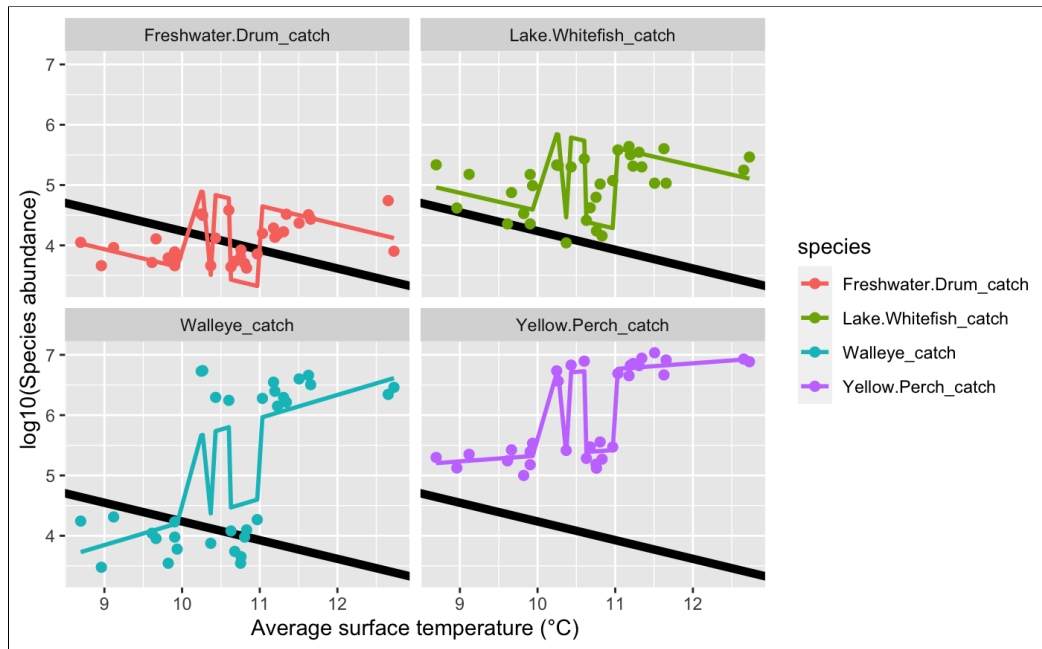 Freshwater.Drum_catch
Lake.Whitefish_catch
7
6
5
4
Walleye_catch
Yellow.Perch_catch
7
6
5
4
9
10
11
12
9
10
11
12
log10(Species abundance)
Average surface temperature (°C)
species
Freshwater.Drum_catch
Lake.Whitefish_catch
Walleye_catch
Yellow.Perch_catch